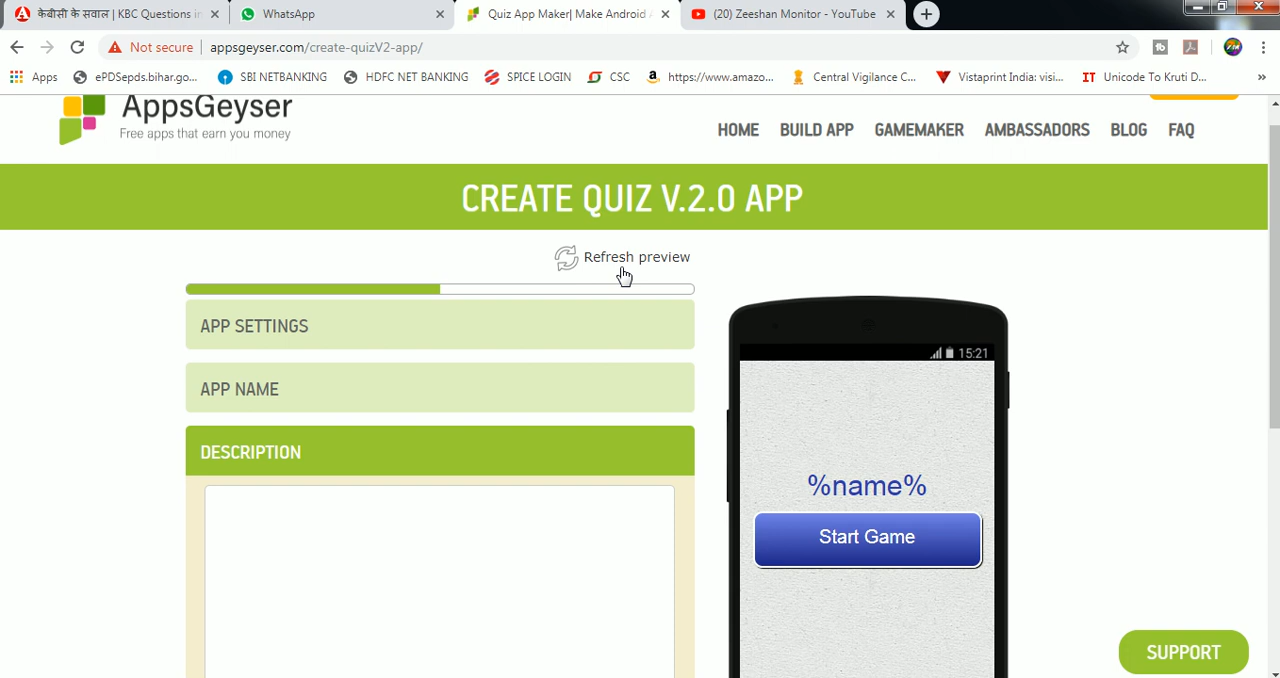 केबीसी के सवाल | KBC Questions in
WhatsApp
Quiz App Maker| Make Android
(20) Zeeshan Monitor - YouTube
Not secure
appsgeyser.com/create-quizV2-app/
Apps
ePDSepds.bihar.go...
SBI NETBANKING
HDFC NET BANKING
SPICE LOGIN
CSC
https://www.amazo...
Central Vigilance C...
Vistaprint India: visi...
IT
Unicode To Kruti D...
»
AppsGeyser
Free apps that earn you money
HOME
BUILD APP
GAMEMAKER
AMBASSADORS
BLOG
FAQ
CREATE QUIZ V.2.0 APP
Refresh preview
APP SETTINGS
APP NAME
DESCRIPTION
15:21
%name%
Start Game
SUPPORT